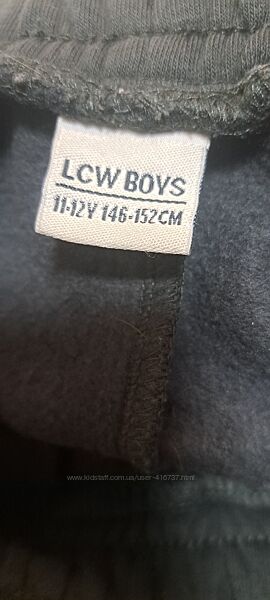 LCW BOYS
11-12Y 146-152CM
www.kidstaff.com.ua/user-416737.html